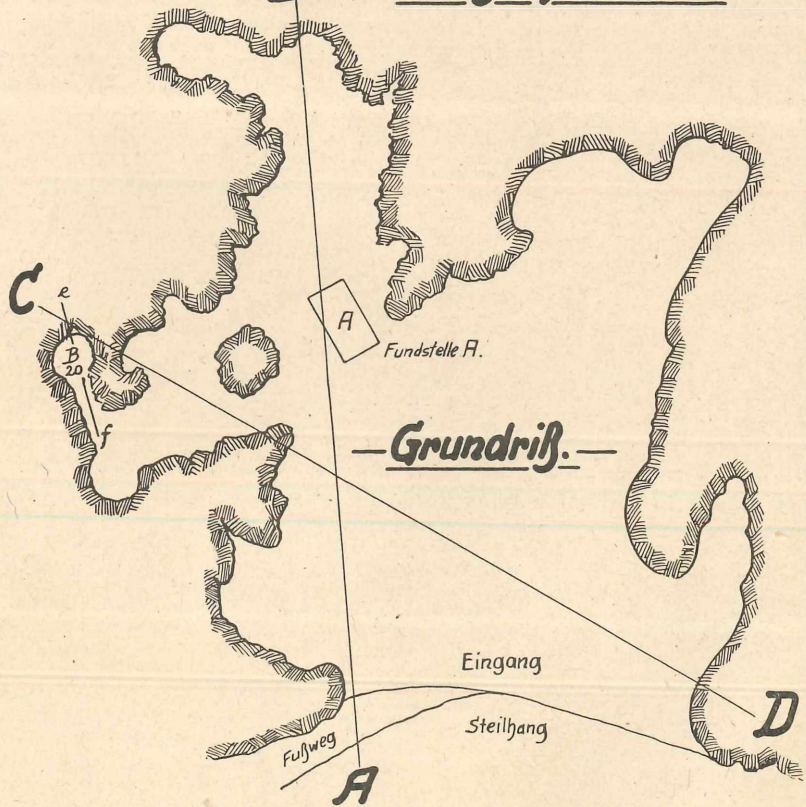 C
e
B
20
f
A
Fundstelle A.
—Grundriß.—
Eingang
Steilhang
Fußweg
A
D